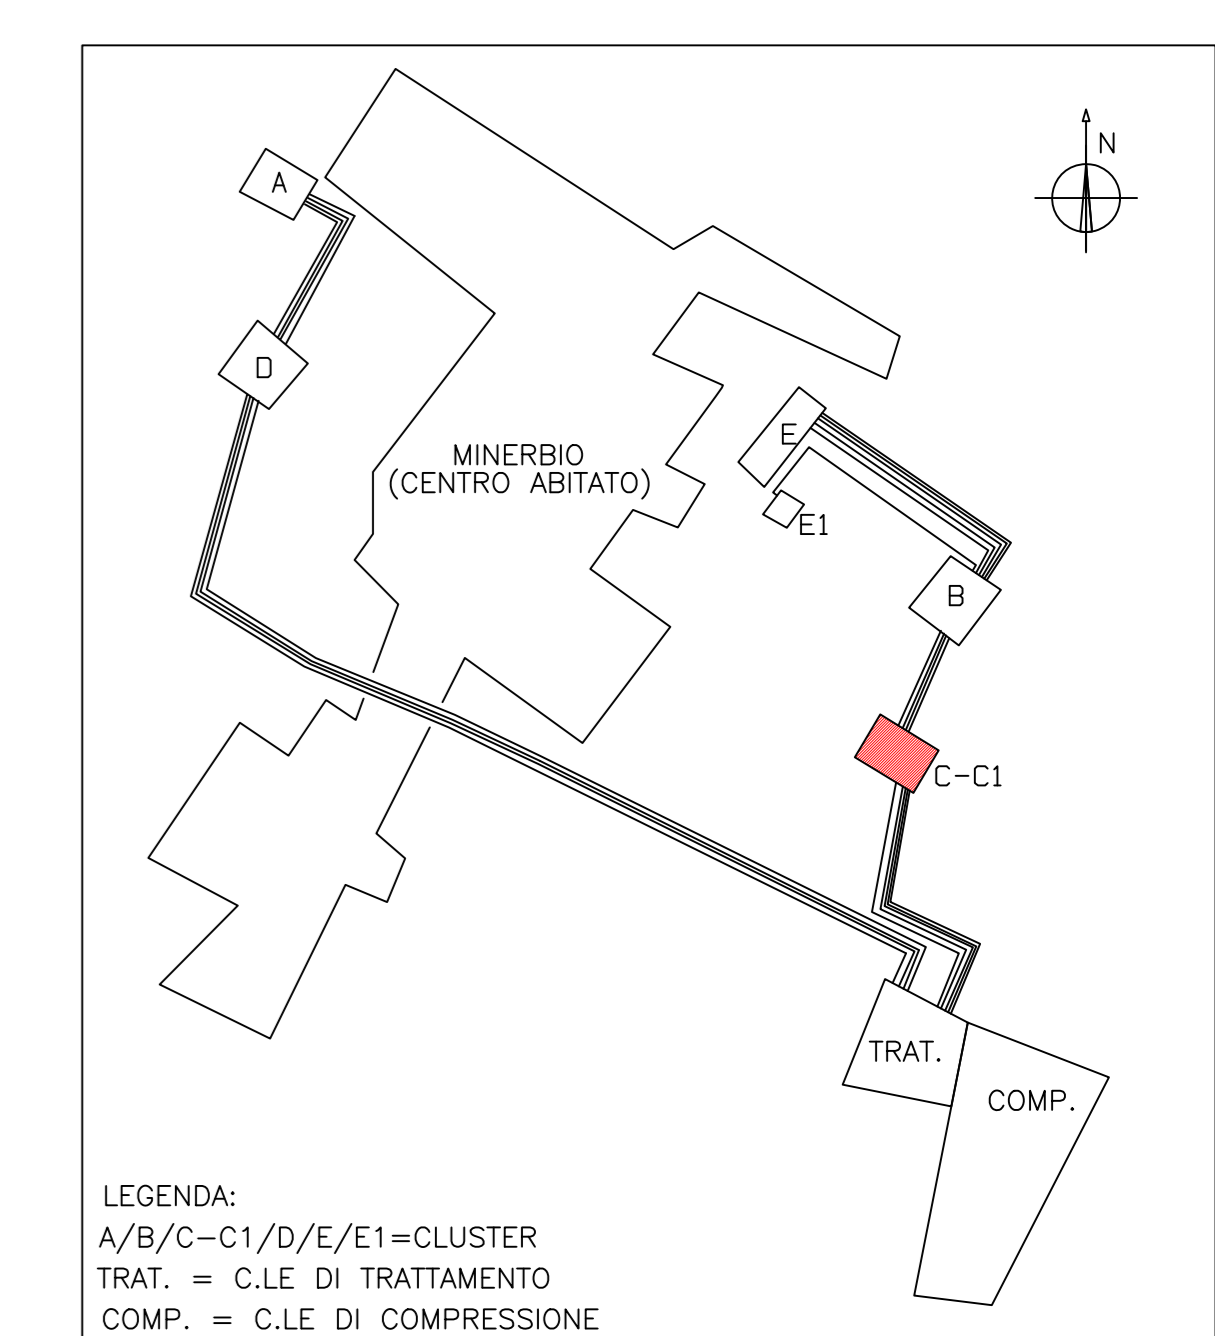 N
A
D
MINERBIO
(CENTRO ABITATO)
E
E1
B
C-C1
TRAT.
COMP.
LEGENDA:
A/B/C-C1/D/E/E1=CLUSTER
TRAT. = C.LE DI TRATTAMENTO
COMP. = C.LE DI COMPRESSIONE